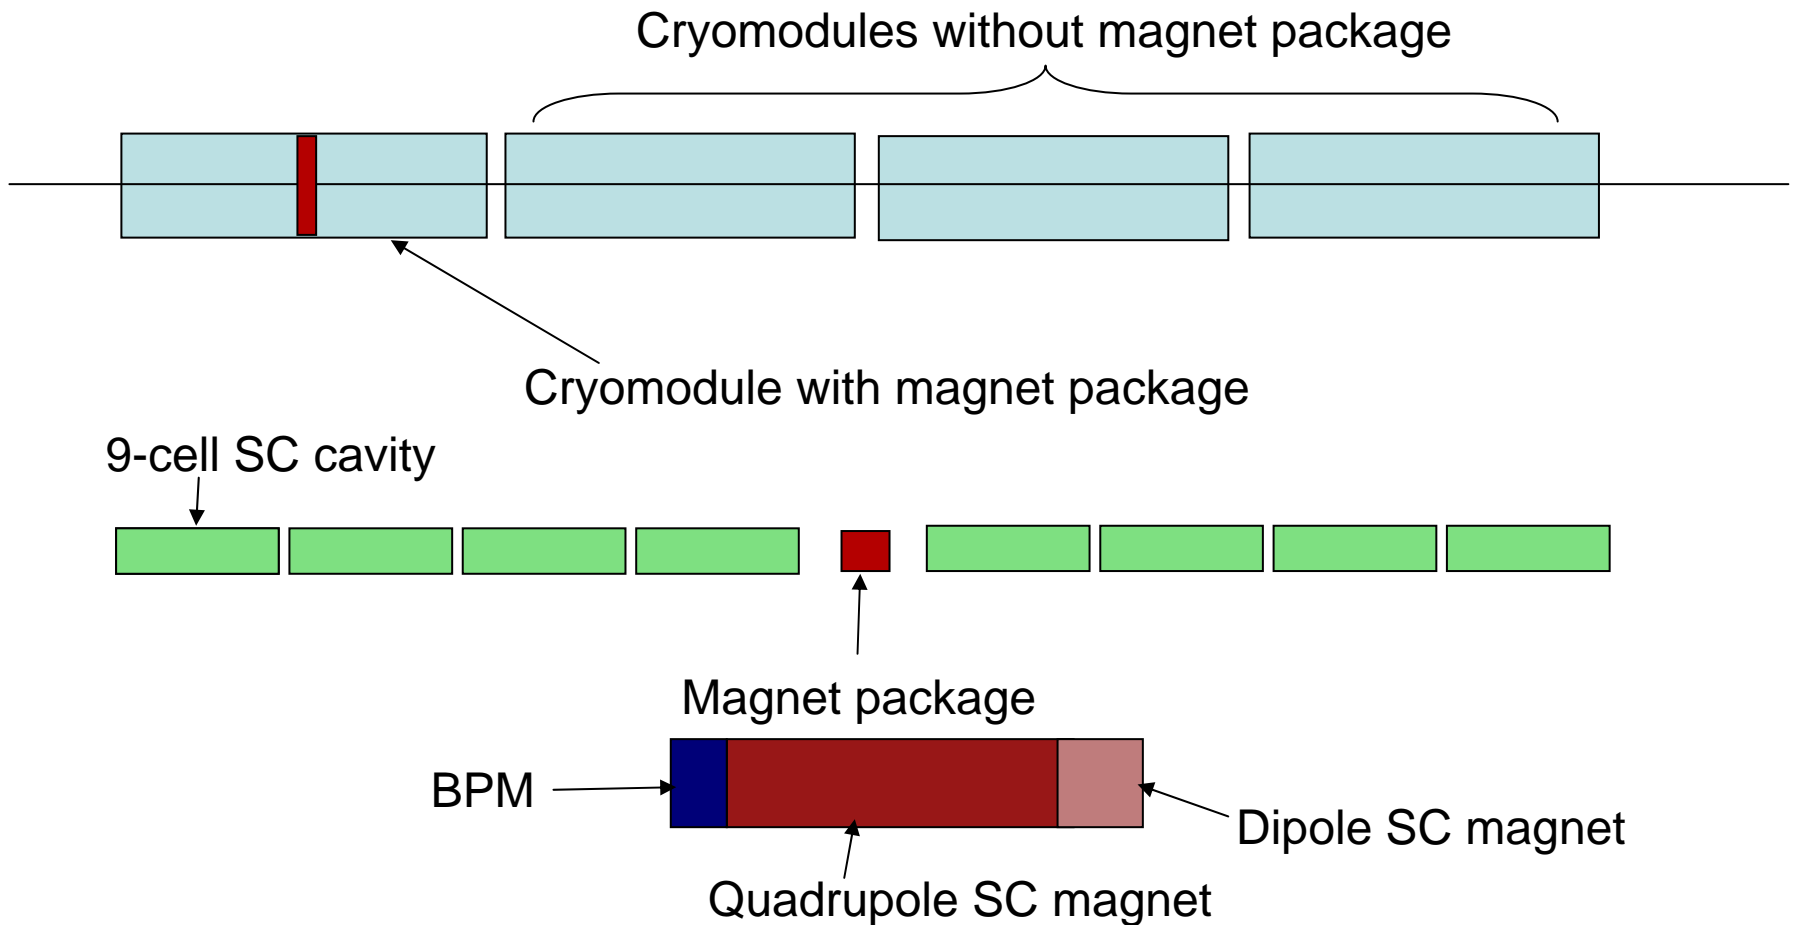 Cryomodules without magnet package
Cryomodule with magnet package
9-cell SC cavity
Magnet package
BPM
Dipole SC magnet
Quadrupole SC magnet